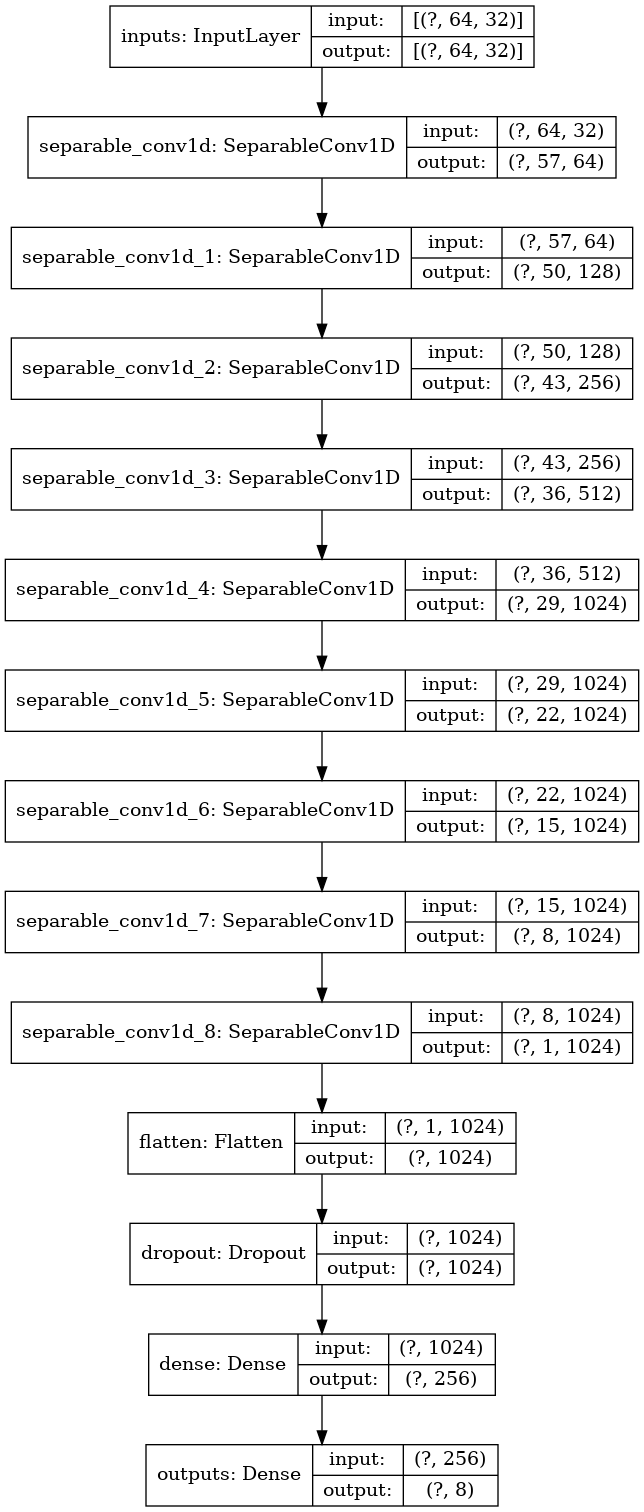 inputs: InputLayer
input: [(?, 64, 32)]
output: [(?, 64, 32)]
separable_conv1d: SeparableConv1D
input: (?, 64, 32)
output: (?, 57, 64)
separable_conv1d_1: SeparableConv1D
input: (?, 57, 64)
output: (?, 50, 128)
separable_conv1d_2: SeparableConv1D
input: (?, 50, 128)
output: (?, 43, 256)
separable_conv1d_3: SeparableConv1D
input: (?, 43, 256)
output: (?, 36, 512)
separable_conv1d_4: SeparableConv1D
input: (?, 36, 512)
output: (?, 29, 1024)
separable_conv1d_5: SeparableConv1D
input: (?, 29, 1024)
output: (?, 22, 1024)
separable_conv1d_6: SeparableConv1D
input: (?, 22, 1024)
output: (?, 15, 1024)
separable_conv1d_7: SeparableConv1D
input: (?, 15, 1024)
output: (?, 8, 1024)
separable_conv1d_8: SeparableConv1D
input: (?, 8, 1024)
output: (?, 1, 1024)
flatten: Flatten
input: (?, 1, 1024)
output: (?, 1024)
dropout: Dropout
input: (?, 1024)
output: (?, 1024)
dense: Dense
input: (?, 1024)
output: (?, 256)
outputs: Dense
input: (?, 256)
output: (?, 8)